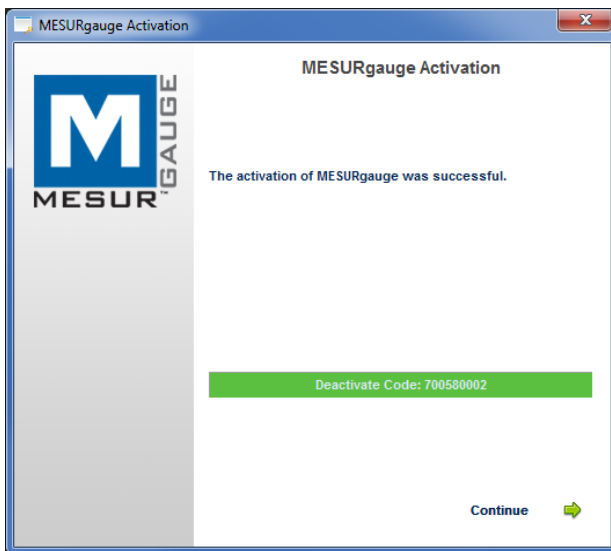 MESURgauge Activation
MESURgauge Activation
M
GAUGE
MESUR™
The activation of MESURgauge was successful.
Deactivate Code: 700580002
Continue